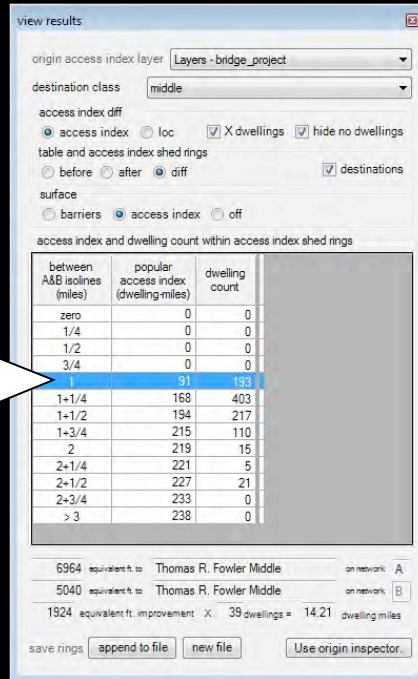 view results
origin access index layer Layers - bridge_project
destination class middle
access index diff
access index loc X dwellings hide no dwellings
table and access index shed rings
before after diff destinations
surface
barriers access index off
access index and dwelling count within access index shed rings
between A&B isolines (miles) popular access index (dwelling-miles) dwelling count
zero 0 0
1/4 0 0
1/2 0 0
3/4 0 0
1 91 193
1+1/4 168 403
1+1/2 194 217
1+3/4 215 110
2 219 15
2+1/4 221 5
2+1/2 227 21
2+3/4 233 0
> 3 238 0
6964 equivalent ft. to Thomas R. Fowler Middle on network A
5040 equivalent ft. to Thomas R. Fowler Middle on network B
1924 equivalent ft. improvement X 39 dwellings = 14.21 dwelling miles
save rings append to file new file Use origin inspector.